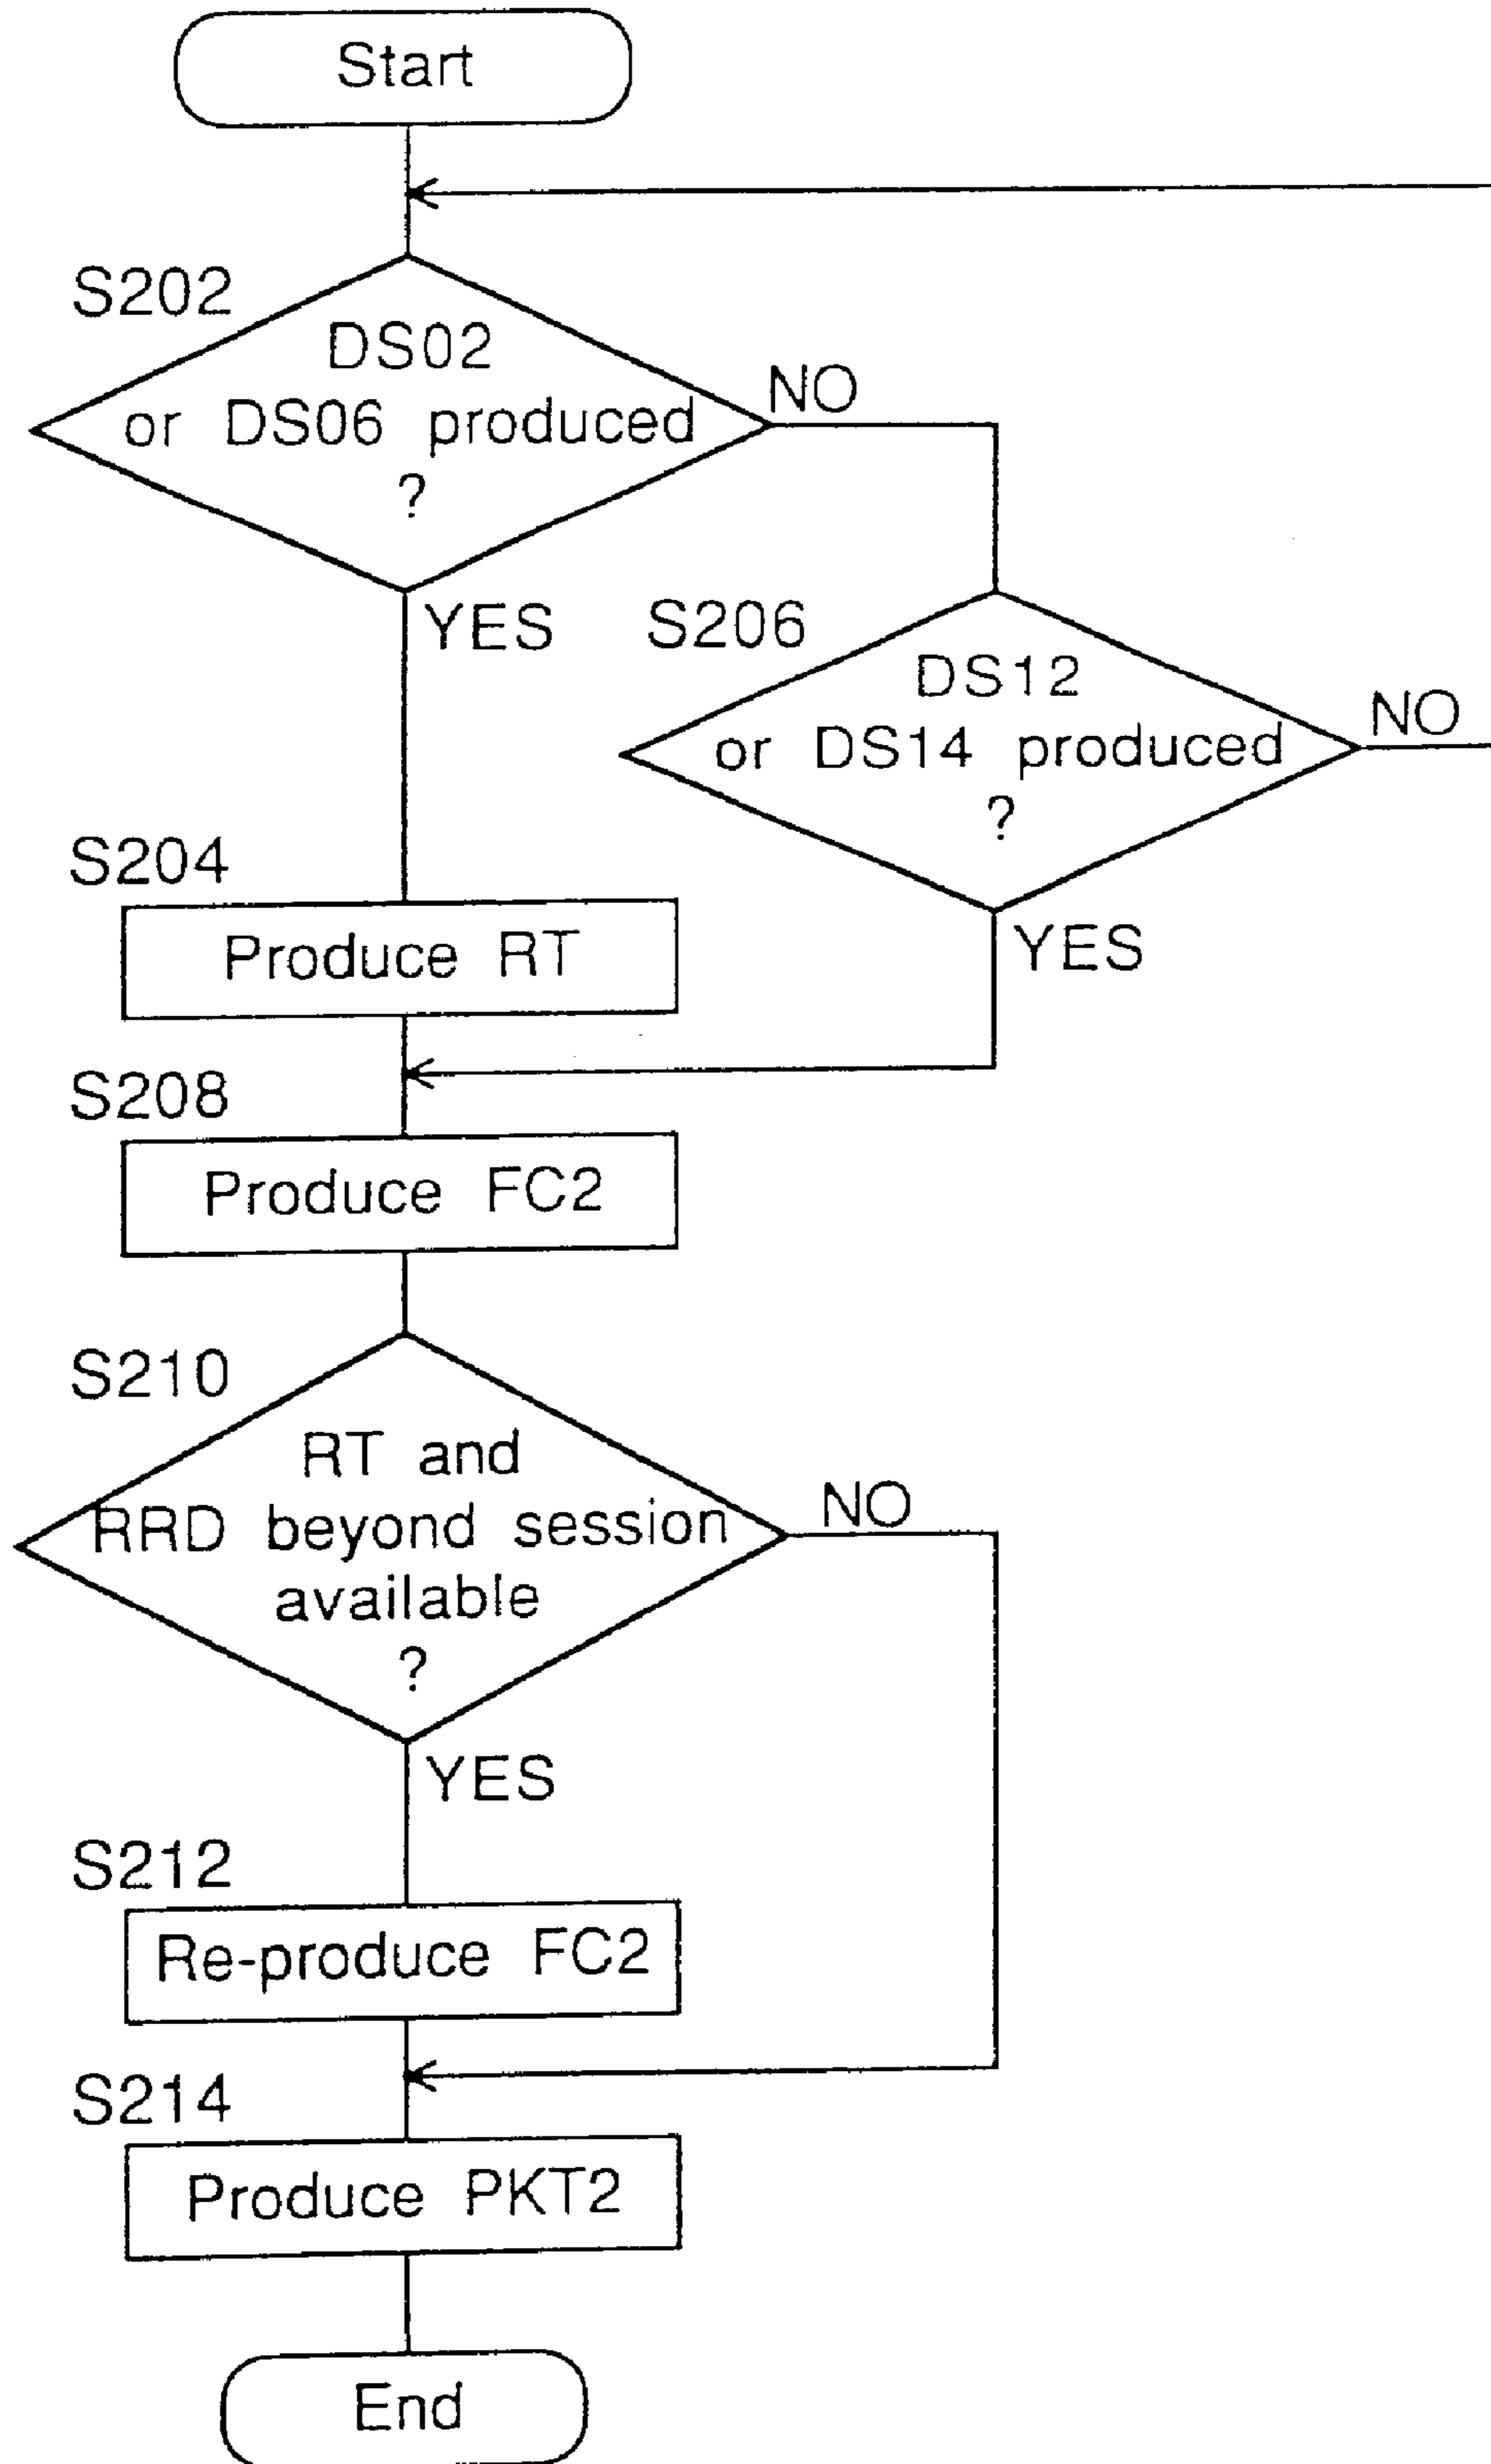 Start
S202
DS02
or DS06 produced
?
NO
YES
S206
DS12
or DS14 produced
?
NO
YES
S204
Produce RT
S208
Produce FC2
S210
RT and
RRD beyond session
available
?
NO
YES
S212
Re-produce FC2
S214
Produce PKT2
End